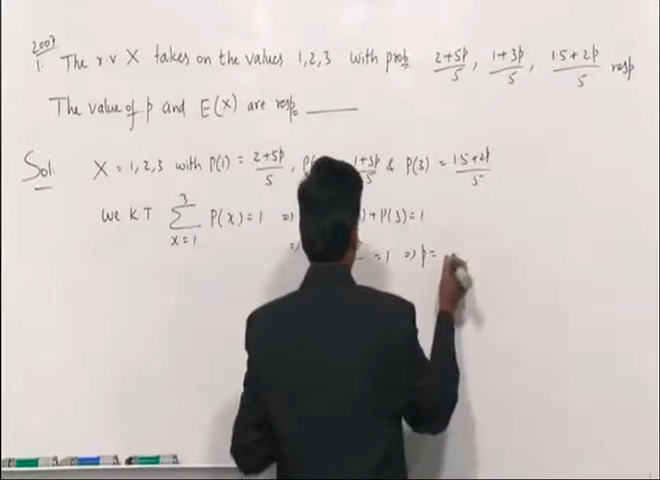 2007
1. The r.v X takes on the values 1,2,3 with prob 2+5p/5, 1+3p/5, 1.5+2p/5 resp
The value of p and E(X) are resp. ______
Sol: X = 1,2,3 with P(1) = 2+5p/5, P( 1+3p/5 & P(3) = 1.5+2p/5
We K.T 3∑x=1 P(x) = 1 ⇒ ) + P(3) = 1
⇒ = 1 ⇒ p =